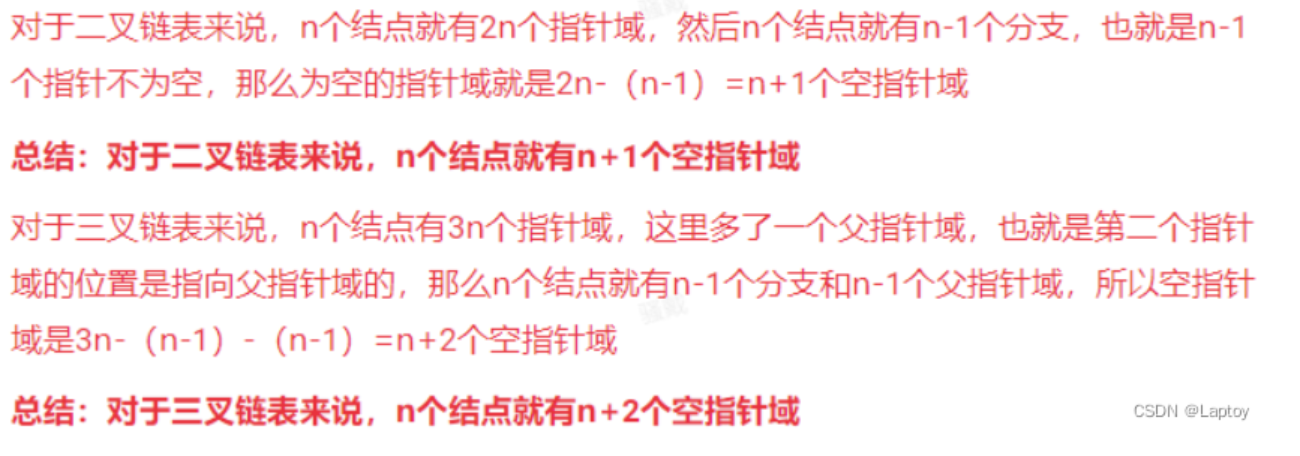 对于二叉链表来说，n个结点就有2n个指针域，然后n个结点就有n-1个分支，也就是n-1
个指针不为空，那么为空的指针域就是2n-（n-1）=n+1个空指针域
总结：对于二叉链表来说，n个结点就有n+1个空指针域
对于三叉链表来说，n个结点有3n个指针域，这里多了一个父指针域，也就是第二个指针
域的位置是指向父指针域的，那么n个结点就有n-1个分支和n-1个父指针域，所以空指针
域是3n-（n-1）-（n-1）=n+2个空指针域
总结：对于三叉链表来说，n个结点就有n+2个空指针域
CSDN @Laptoy